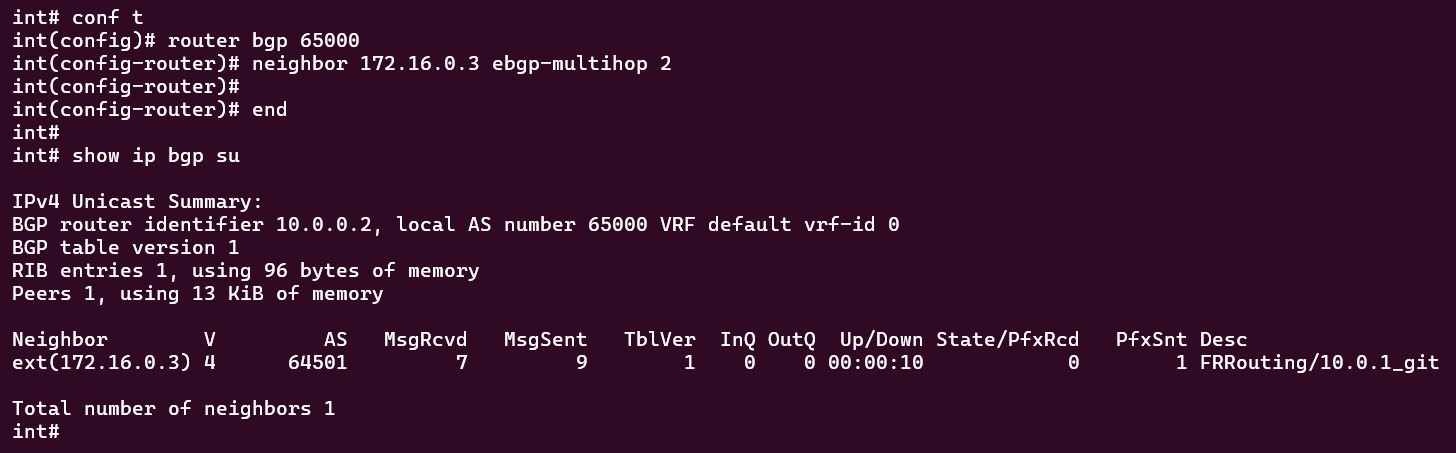 int# conf t
int(config)# router bgp 65000
int(config-router)# neighbor 172.16.0.3 ebgp-multihop 2
int(config-router)#
int(config-router)# end
int#
int# show ip bgp su
IPv4 Unicast Summary:
BGP router identifier 10.0.0.2, local AS number 65000 VRF default vrf-id 0
BGP table version 1
RIB entries 1, using 96 bytes of memory
Peers 1, using 13 KiB of memory
Neighbor        V         AS   MsgRcvd   MsgSent   TblVer  InQ OutQ  Up/Down State/PfxRcd   PfxSnt Desc
ext(172.16.0.3) 4      64501         7         9        1    0    0 00:00:10            0        1 FRRouting/10.0.1_git
Total number of neighbors 1
int#